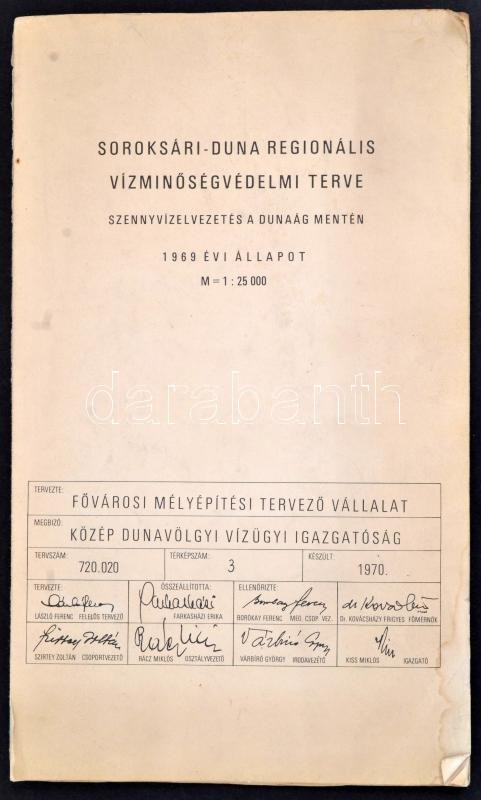 SOROKSÁRI-DUNA REGIONÁLIS
VÍZMINŐSÉGVÉDELMI TERVE
SZENNYVÍZELVEZETÉS A DUNAÁG MENTÉN
1969 ÉVI ÁLLAPOT
M = 1 : 25 000
darabanth
TERVEZTE:
FŐVÁROSI MÉLYÉPÍTÉSI TERVEZŐ VÁLLALAT
MEGBÍZÓ:
KÖZÉP DUNAVÖLGYI VÍZÜGYI IGAZGATÓSÁG
TERVSZÁM: TÉRKÉPSZÁM: KÉSZÜLT:
720.020 3 1970.
TERVEZTE: ÖSSZEÁLLÍTOTTA: ELLENŐRIZTE:
LÁSZLÓ FERENC FELELŐS TERVEZŐ FARKASHÁZI ERIKA BOROKAY FERENC MEG. CSOP. VEZ. Dr. KOVÁCSHÁZY FRIGYES FŐMÉRNÖK
SZIRTEY ZOLTÁN CSOPORTVEZETŐ RÁCZ MIKLÓS OSZTÁLYVEZETŐ VÁRBÍRÓ GYÖRGY IRODAVEZETŐ KISS MIKLÓS IGAZGATÓ